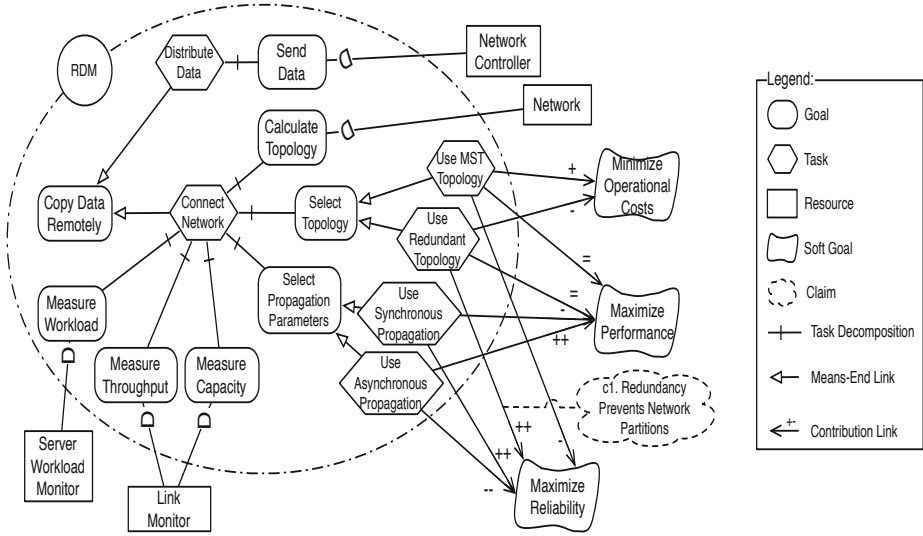 RDM
Distribute
Data
Send
Data
Network
Controller
Network
Calculate
Topology
Use MST
Topology
+
Minimize
Operational
Costs
-
Copy Data
Remotely
Connect
Network
Select
Topology
Use
Redundant
Topology
=
=
Select
Propagation
Parameters
Use
Synchronous
Propagation
-
++
Maximize
Performance
Measure
Workload
Measure
Throughput
Measure
Capacity
Use
Asynchronous
Propagation
c1. Redundancy
Prevents Network
Partitions
++
-
++
--
Maximize
Reliability
Server
Workload
Monitor
Link
Monitor
Legend:
Goal
Task
Resource
Soft Goal
Claim
Task Decomposition
Means-End Link
+-
Contribution Link